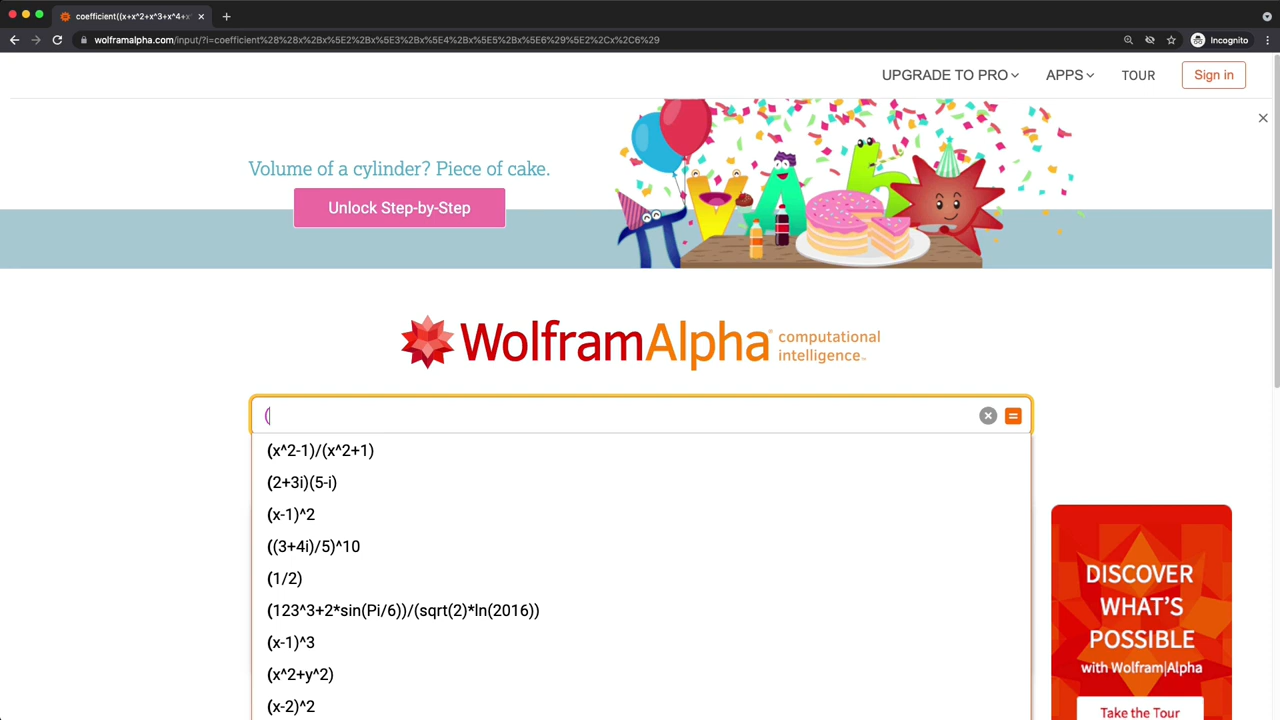 coefficient((x+x^2+x^3+x^4+x^
wolframalpha.com/input/?i=coefficient%28%28x%2Bx%5E2%2Bx%5E3%2Bx%5E4%2Bx%5E5%2Bx%5E6%29%5E2%2Cx%2C6%29
Incognito
UPGRADE TO PRO APPS TOUR Sign in
Volume of a cylinder? Piece of cake.
Unlock Step-by-Step
WolframAlpha computational
intelligence™
(
(x^2-1)/(x^2+1)
(2+3i)(5-i)
(x-1)^2
((3+4i)/5)^10
(1/2)
(123^3+2*sin(Pi/6))/(sqrt(2)*ln(2016))
(x-1)^3
(x^2+y^2)
(x-2)^2
DISCOVER
WHAT'S
POSSIBLE
with Wolfram|Alpha
Take the Tour